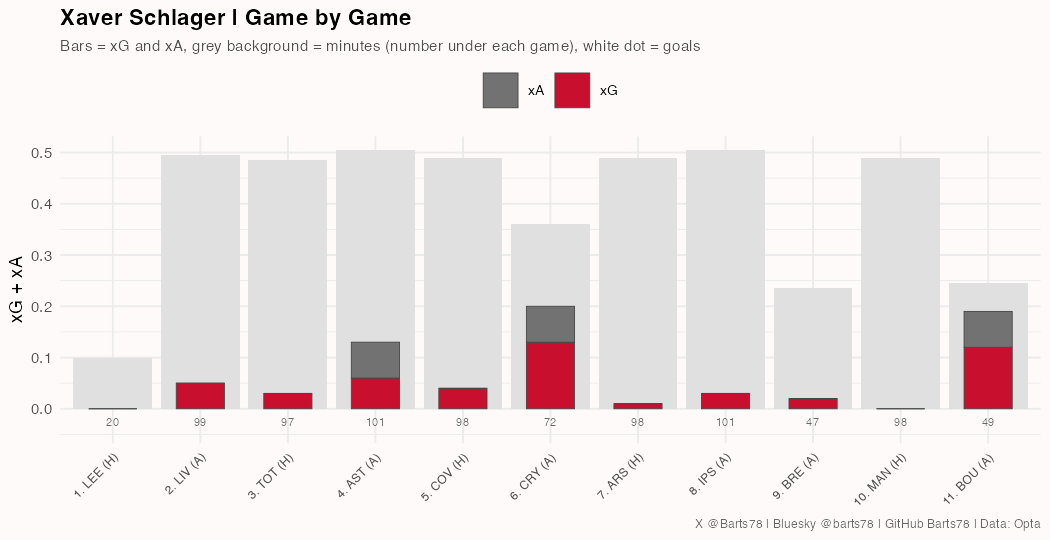 Xaver Schlager | Game by Game
Bars = xG and xA, grey background = minutes (number under each game), white dot = goals
xA xG
xG + xA
0.5
0.4
0.3
0.2
0.1
0.0
20 99 97 101 98 72 98 101 47 98 49
1. LEE (H) 2. LIV (A) 3. TOT (H) 4. AST (A) 5. COV (H) 6. CRY (A) 7. ARS (H) 8. IPS (A) 9. BRE (A) 10. MAN (H) 11. BOU (A)
X @Barts78 | Bluesky @barts78 | GitHub Barts78 | Data: Opta